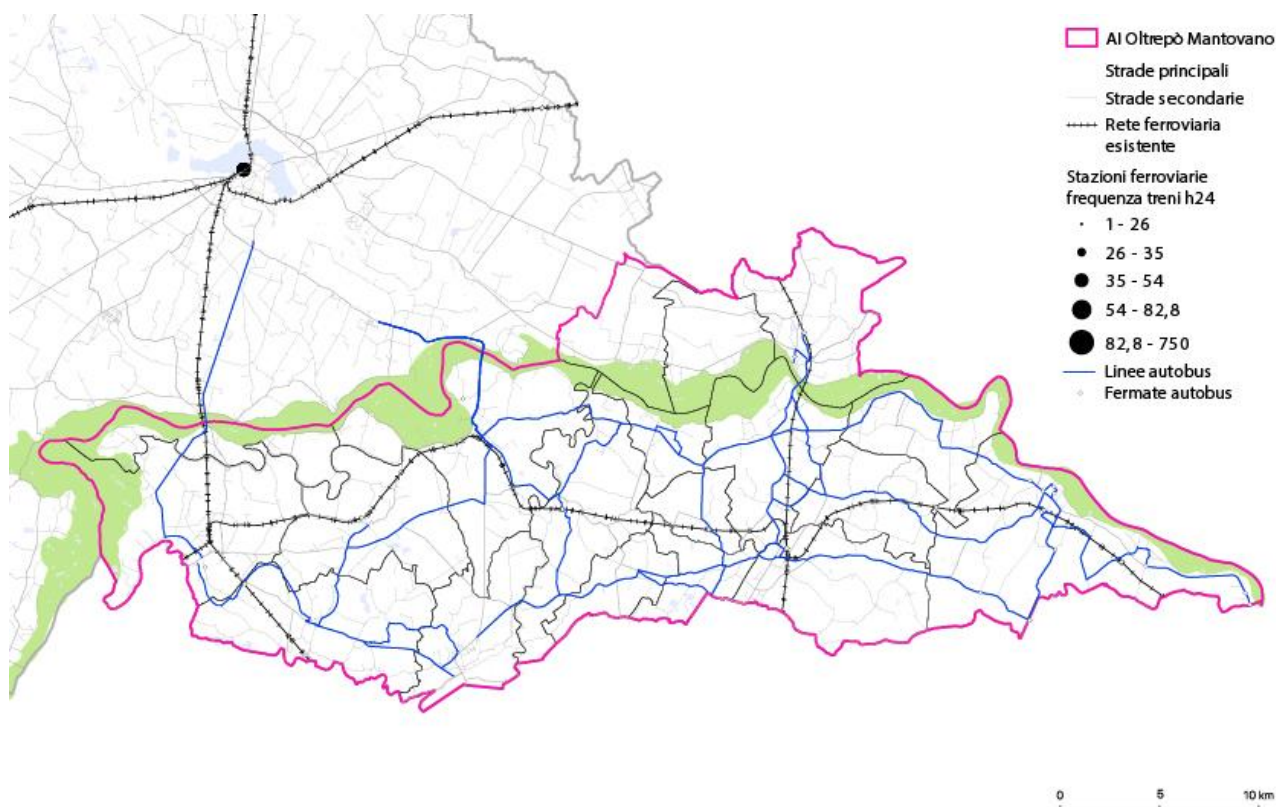 AI Oltrepò Mantovano
Strade principali
Strade secondarie
Rete ferroviaria
esistente
Stazioni ferroviarie
frequenza treni h24
1 - 26
26 - 35
35 - 54
54 - 82,8
82,8 - 750
Linee autobus
Fermate autobus
0 5 10 km